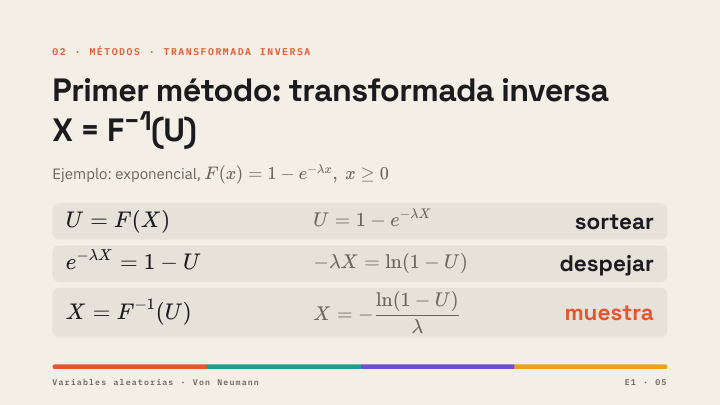 02 · MÉTODOS · TRANSFORMADA INVERSA
Primer método: transformada inversa
X = F⁻¹(U)
Ejemplo: exponencial, F(x) = 1 − e^{−λx}, x ≥ 0
U = F(X) U = 1 − e^{−λX} sortear
e^{−λX} = 1 − U −λX = ln(1 − U) despejar
X = F⁻¹(U) X = −\frac{ln(1 − U)}{λ} muestra
Variables aleatorias · Von Neumann E1 · 05